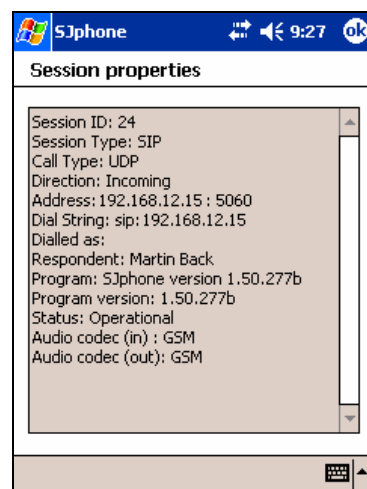 SJphone 9:27 ok
Session properties
Session ID: 24
Session Type: SIP
Call Type: UDP
Direction: Incoming
Address: 192.168.12.15 : 5060
Dial String: sip:192.168.12.15
Dialled as:
Respondent: Martin Back
Program: SJphone version 1.50.277b
Program version: 1.50.277b
Status: Operational
Audio codec (in) : GSM
Audio codec (out): GSM